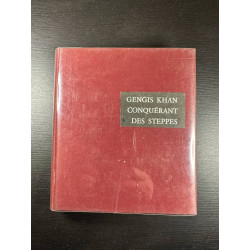 GENGIS KHAN
CONQUÉRANT
DES STEPPES